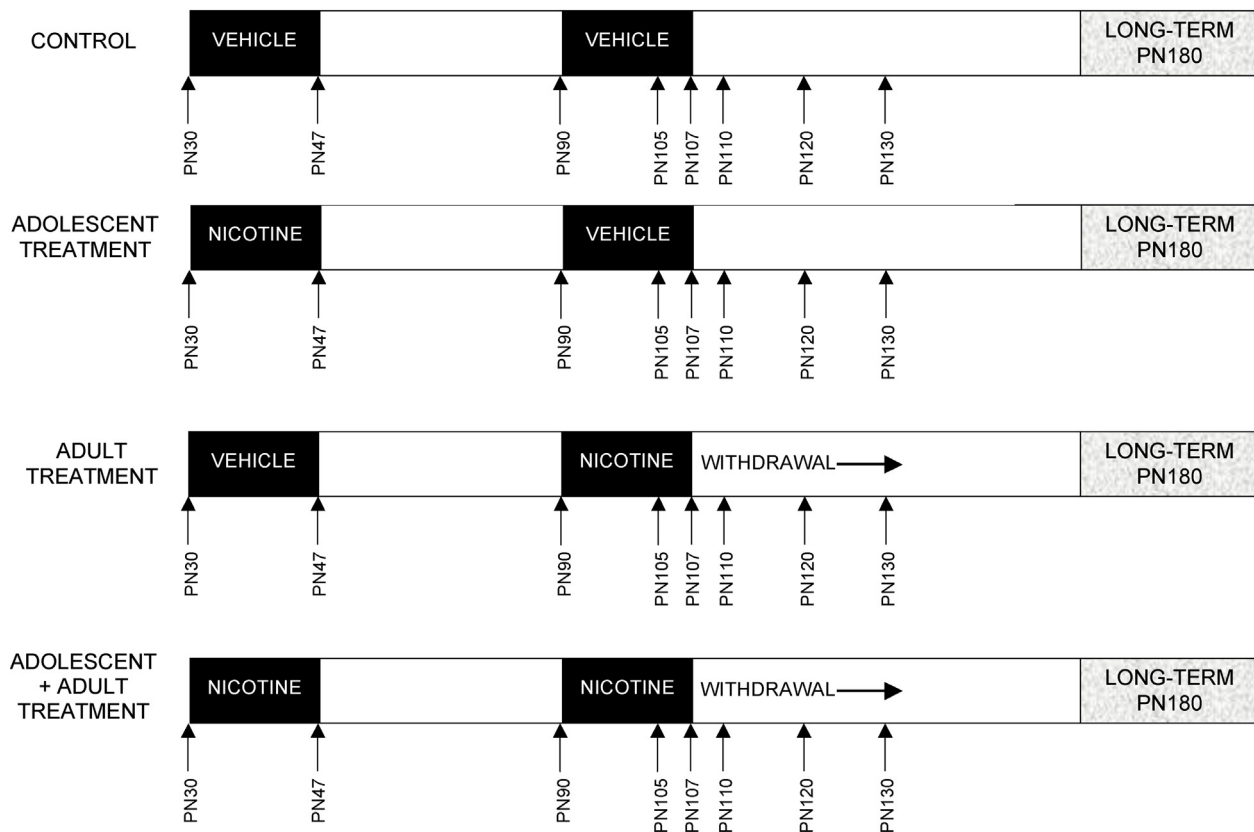 CONTROL
VEHICLE
VEHICLE
LONG-TERM
PN180
PN30
PN47
PN90
PN105
PN107
PN110
PN120
PN130
ADOLESCENT
TREATMENT
NICOTINE
VEHICLE
LONG-TERM
PN180
PN30
PN47
PN90
PN105
PN107
PN110
PN120
PN130
ADULT
TREATMENT
VEHICLE
NICOTINE
WITHDRAWAL
LONG-TERM
PN180
PN30
PN47
PN90
PN105
PN107
PN110
PN120
PN130
ADOLESCENT
+ ADULT
TREATMENT
NICOTINE
NICOTINE
WITHDRAWAL
LONG-TERM
PN180
PN30
PN47
PN90
PN105
PN107
PN110
PN120
PN130